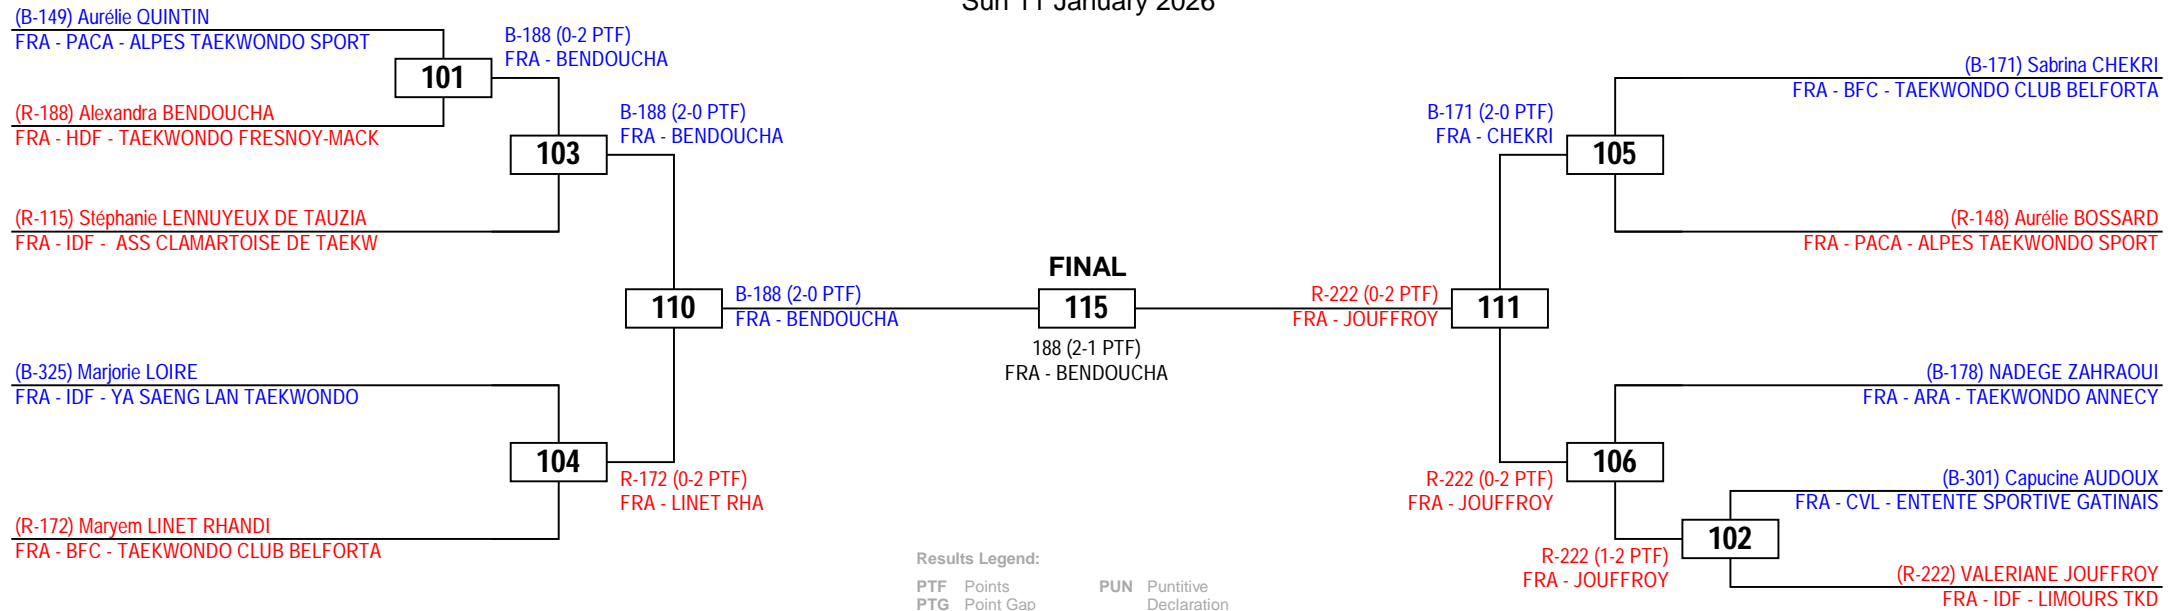 Sun 11 January 2026
(B-149) Aurélie QUINTIN
FRA - PACA - ALPES TAEKWONDO SPORT
B-188 (0-2 PTF)
FRA - BENDOUCHA
101
(R-188) Alexandra BENDOUCHA
FRA - HDF - TAEKWONDO FRESNOY-MACK
B-188 (2-0 PTF)
FRA - BENDOUCHA
103
(R-115) Stéphanie LENNUYEUX DE TAUZIA
FRA - IDF -  ASS CLAMARTOISE DE TAEKW
110
B-188 (2-0 PTF)
FRA - BENDOUCHA
(B-325) Marjorie LOIRE
FRA - IDF - YA SAENG LAN TAEKWONDO
104
R-172 (0-2 PTF)
FRA - LINET RHA
(R-172) Maryem LINET RHANDI
FRA - BFC - TAEKWONDO CLUB BELFORTA
FINAL
115
188 (2-1 PTF)
FRA - BENDOUCHA
(B-171) Sabrina CHEKRI
FRA - BFC - TAEKWONDO CLUB BELFORTA
B-171 (2-0 PTF)
FRA - CHEKRI
105
(R-148) Aurélie BOSSARD
FRA - PACA - ALPES TAEKWONDO SPORT
R-222 (0-2 PTF)
FRA - JOUFFROY
111
(B-178) NADEGE ZAHRAOUI
FRA - ARA - TAEKWONDO ANNECY
106
R-222 (0-2 PTF)
FRA - JOUFFROY
(B-301) Capucine AUDOUX
FRA - CVL - ENTENTE SPORTIVE GATINAIS
102
R-222 (1-2 PTF)
FRA - JOUFFROY
(R-222) VALERIANE JOUFFROY
FRA - IDF - LIMOURS TKD
Results Legend:
PTF Points PUN Puntitive
PTG Point Gap Declaration